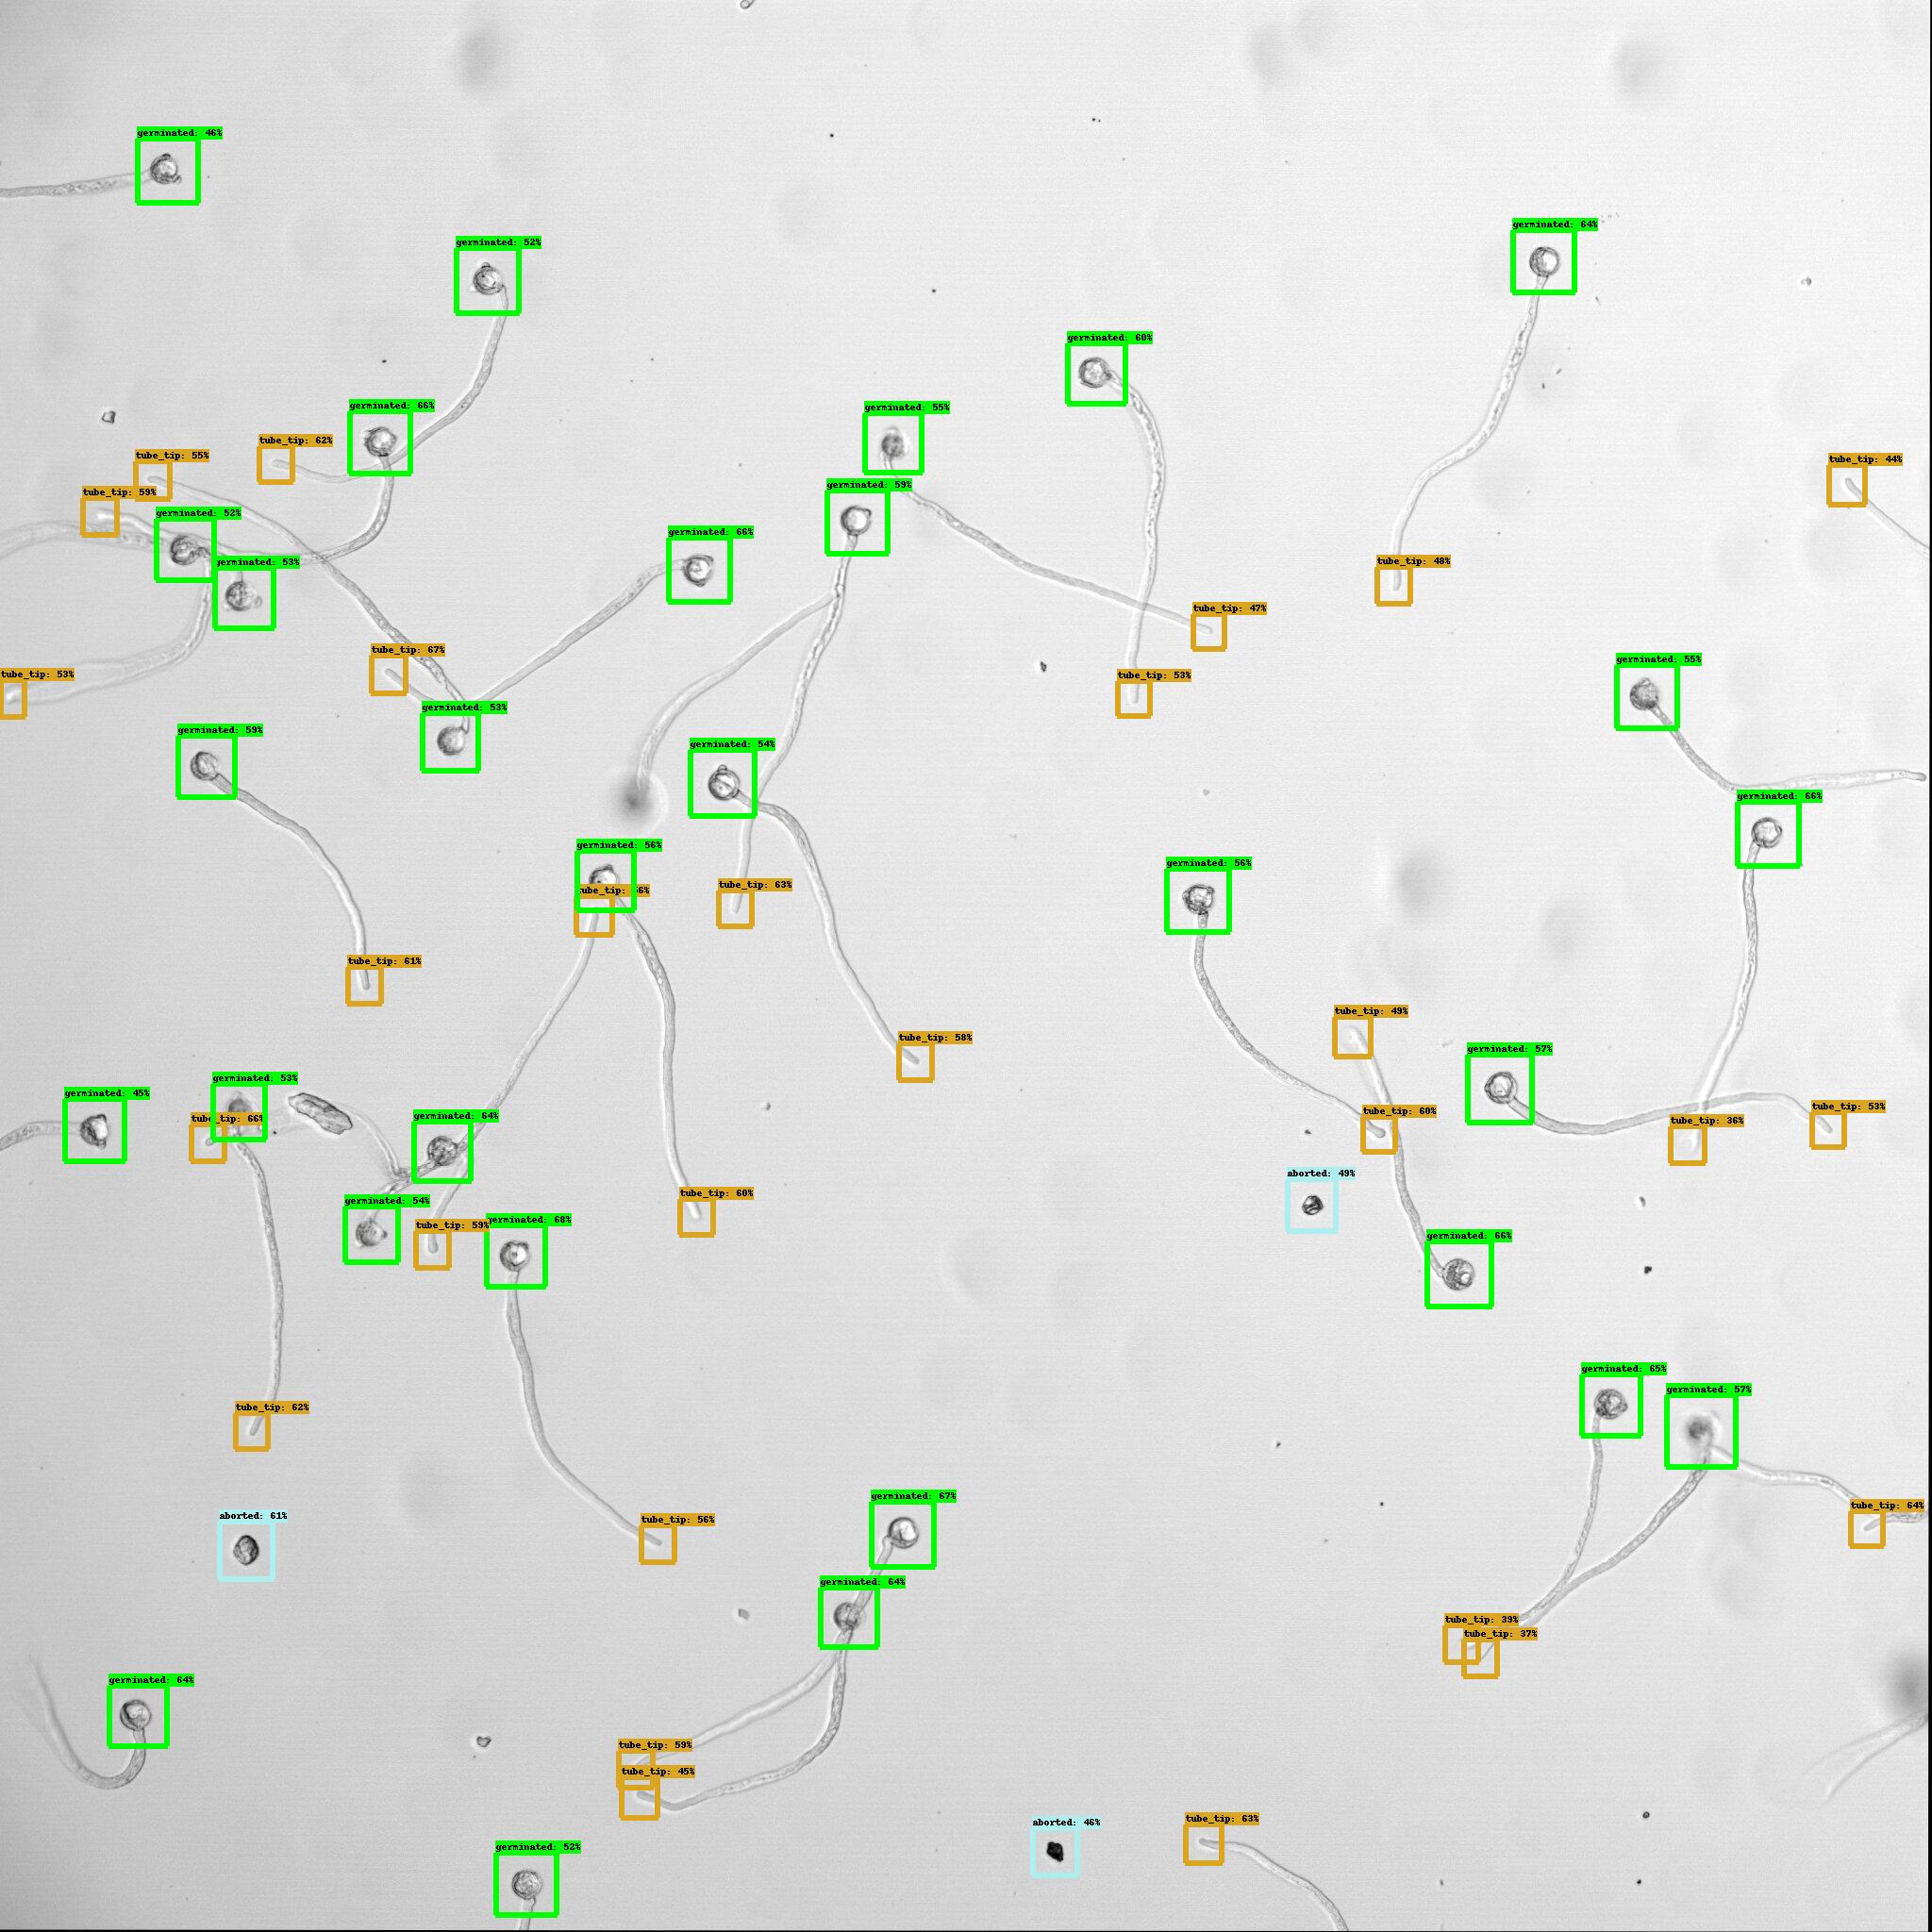 germinated: 46%
germinated: 64%
germinated: 52%
germinated: 60%
germinated: 66%
germinated: 55%
tube_tip: 62%
tube_tip: 55%
tube_tip: 44%
germinated: 59%
tube_tip: 59%
germinated: 52%
germinated: 66%
germinated: 53%
tube_tip: 48%
tube_tip: 47%
tube_tip: 67%
germinated: 55%
tube_tip: 53%
tube_tip: 53%
germinated: 53%
germinated: 59%
germinated: 54%
germinated: 66%
germinated: 56%
germinated: 56%
tube_tip: 63%
tube_tip: 56%
tube_tip: 61%
tube_tip: 49%
tube_tip: 58%
germinated: 57%
germinated: 53%
germinated: 45%
tube_tip: 53%
tube_tip: 60%
germinated: 64%
tube_tip: 66%
tube_tip: 36%
aborted: 49%
tube_tip: 60%
germinated: 54%
germinated: 68%
tube_tip: 59%
germinated: 66%
germinated: 65%
germinated: 57%
tube_tip: 62%
germinated: 67%
tube_tip: 64%
aborted: 61%
tube_tip: 56%
germinated: 64%
tube_tip: 39%
tube_tip: 37%
germinated: 64%
tube_tip: 59%
tube_tip: 45%
tube_tip: 63%
aborted: 46%
germinated: 52%